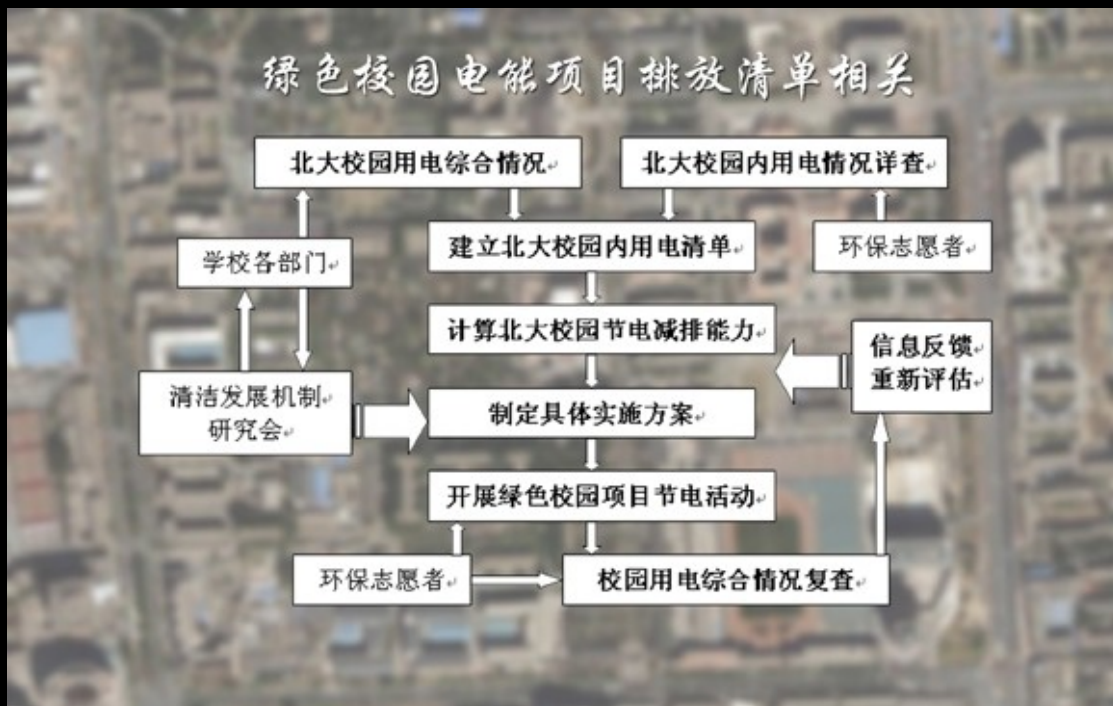 绿色校园电能项目排放清单相关
北大校园用电综合情况
北大校园内用电情况详查
学校各部门
建立北大校园内用电清单
环保志愿者
计算北大校园节电减排能力
信息反馈
重新评估
清洁发展机制
研究会
制定具体实施方案
开展绿色校园项目节电活动
环保志愿者
校园用电综合情况复查